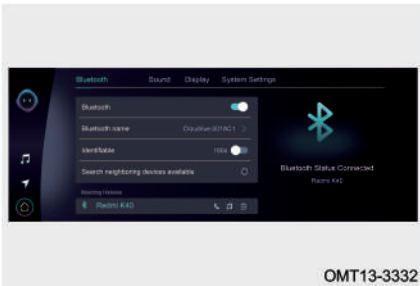 Bluetooth Sound Display System Settings
Bluetooth
Bluetooth name
Identifiable
Search neighboring devices available
Redmi K40
Bluetooth Status Connected
Redmi K40
OMT13-3332